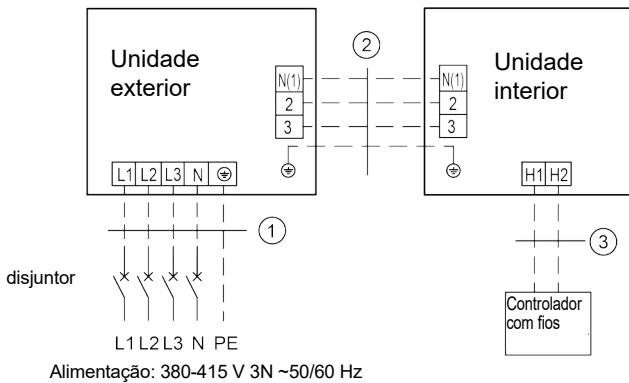 Unidade exterior
N(1)
2
3
L1 L2 L3 N
②
N(1)
2
3
Unidade interior
H1 H2
①
③
disjuntor
Controlador com fios
L1 L2 L3 N PE
Alimentação: 380-415 V 3N ~50/60 Hz